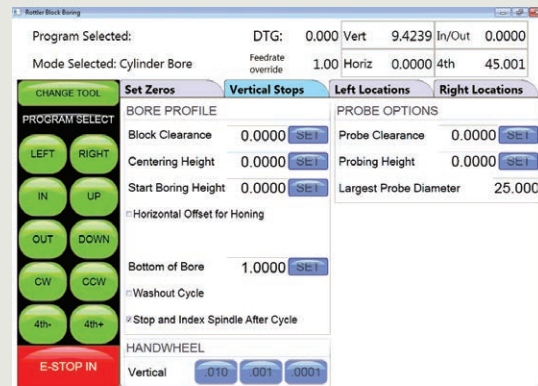 Rottler Block Boring
Program Selected: DTG: 0.000 Vert 9.4239 In/Out 0.0000
Mode Selected: Cylinder Bore Feedrate override 1.00 Horiz 0.0000 4th 45.001
CHANGE TOOL Set Zeros Vertical Stops Left Locations Right Locations
PROGRAM SELECT
LEFT RIGHT
IN UP
OUT DOWN
CW CCW
4th- 4th+
E-STOP IN
BORE PROFILE
Block Clearance 0.0000 SET
Centering Height 0.0000 SET
Start Boring Height 0.0000 SET
Horizontal Offset for Honing
Bottom of Bore 1.0000 SET
Washout Cycle
Stop and Index Spindle After Cycle
HANDWHEEL
Vertical .010 .001 .0001
PROBE OPTIONS
Probe Clearance 0.0000 SET
Probing Height 0.0000 SET
Largest Probe Diameter 25.000